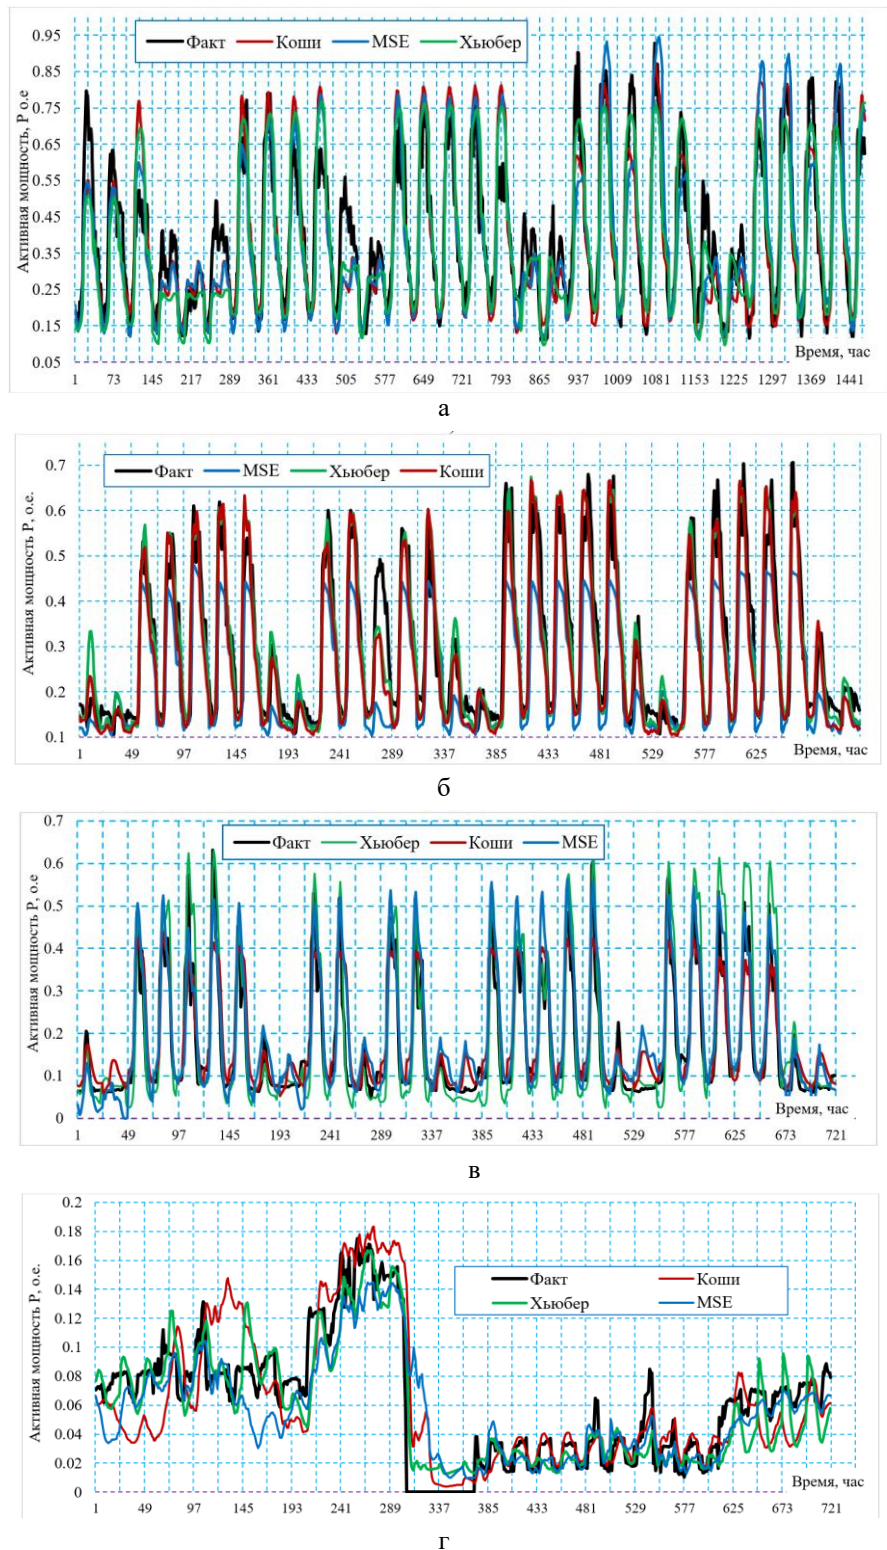 Активная мощность, Р о.е
Факт Коши MSE Хьюбер
0.95
0.85
0.75
0.65
0.55
0.45
0.35
0.25
0.15
0.05
Время, час
1 73 145 217 289 361 433 505 577 649 721 793 865 937 1009 1081 1153 1225 1297 1369 1441
а
Активная мощность Р, о.е.
Факт MSE Хьюбер Коши
0.7
0.6
0.5
0.4
0.3
0.2
0.1
Время, час
1 49 97 145 193 241 289 337 385 433 481 529 577 625
б
Активная мощность Р, о.е
Факт Хьюбер Коши MSE
0.7
0.6
0.5
0.4
0.3
0.2
0.1
0
Время, час
1 49 97 145 193 241 289 337 385 433 481 529 577 625 673 721
в
Активная мощность Р, о.е.
Факт Коши
Хьюбер MSE
0.2
0.18
0.16
0.14
0.12
0.1
0.08
0.06
0.04
0.02
0
Время, час
1 49 97 145 193 241 289 337 385 433 481 529 577 625 673 721
г